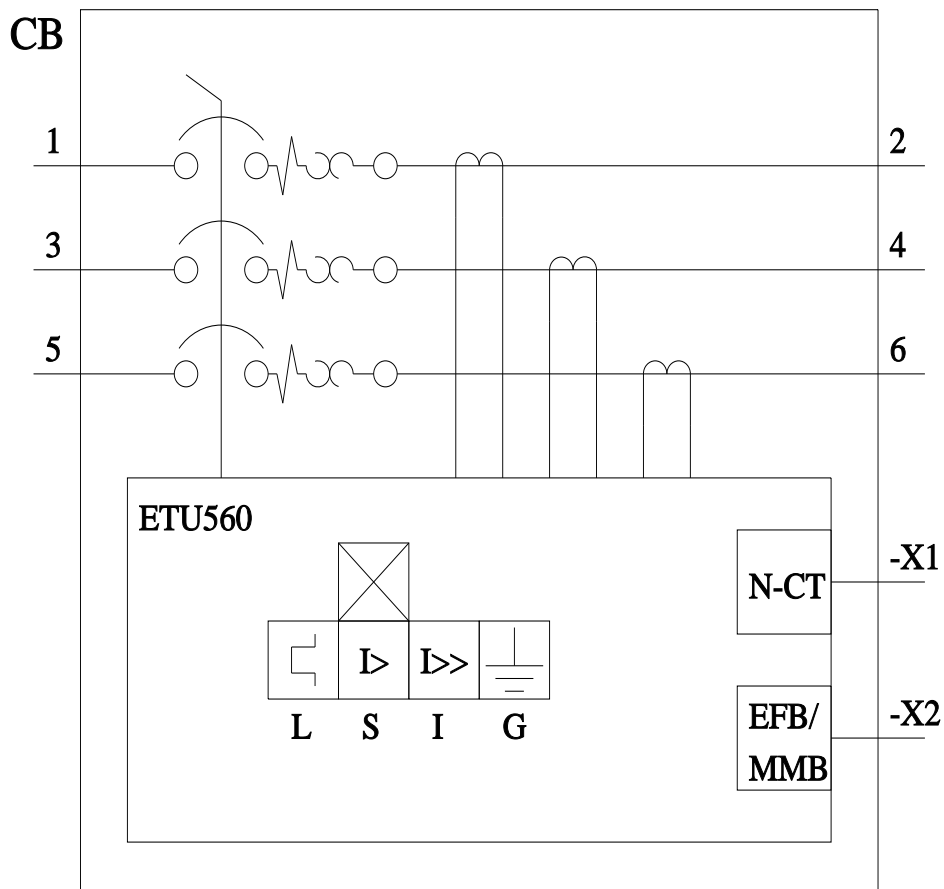 CB
1 2
3 4
5 6
ETU560
N-CT -X1
I> I>>
L S I G
EFB/ -X2
MMB